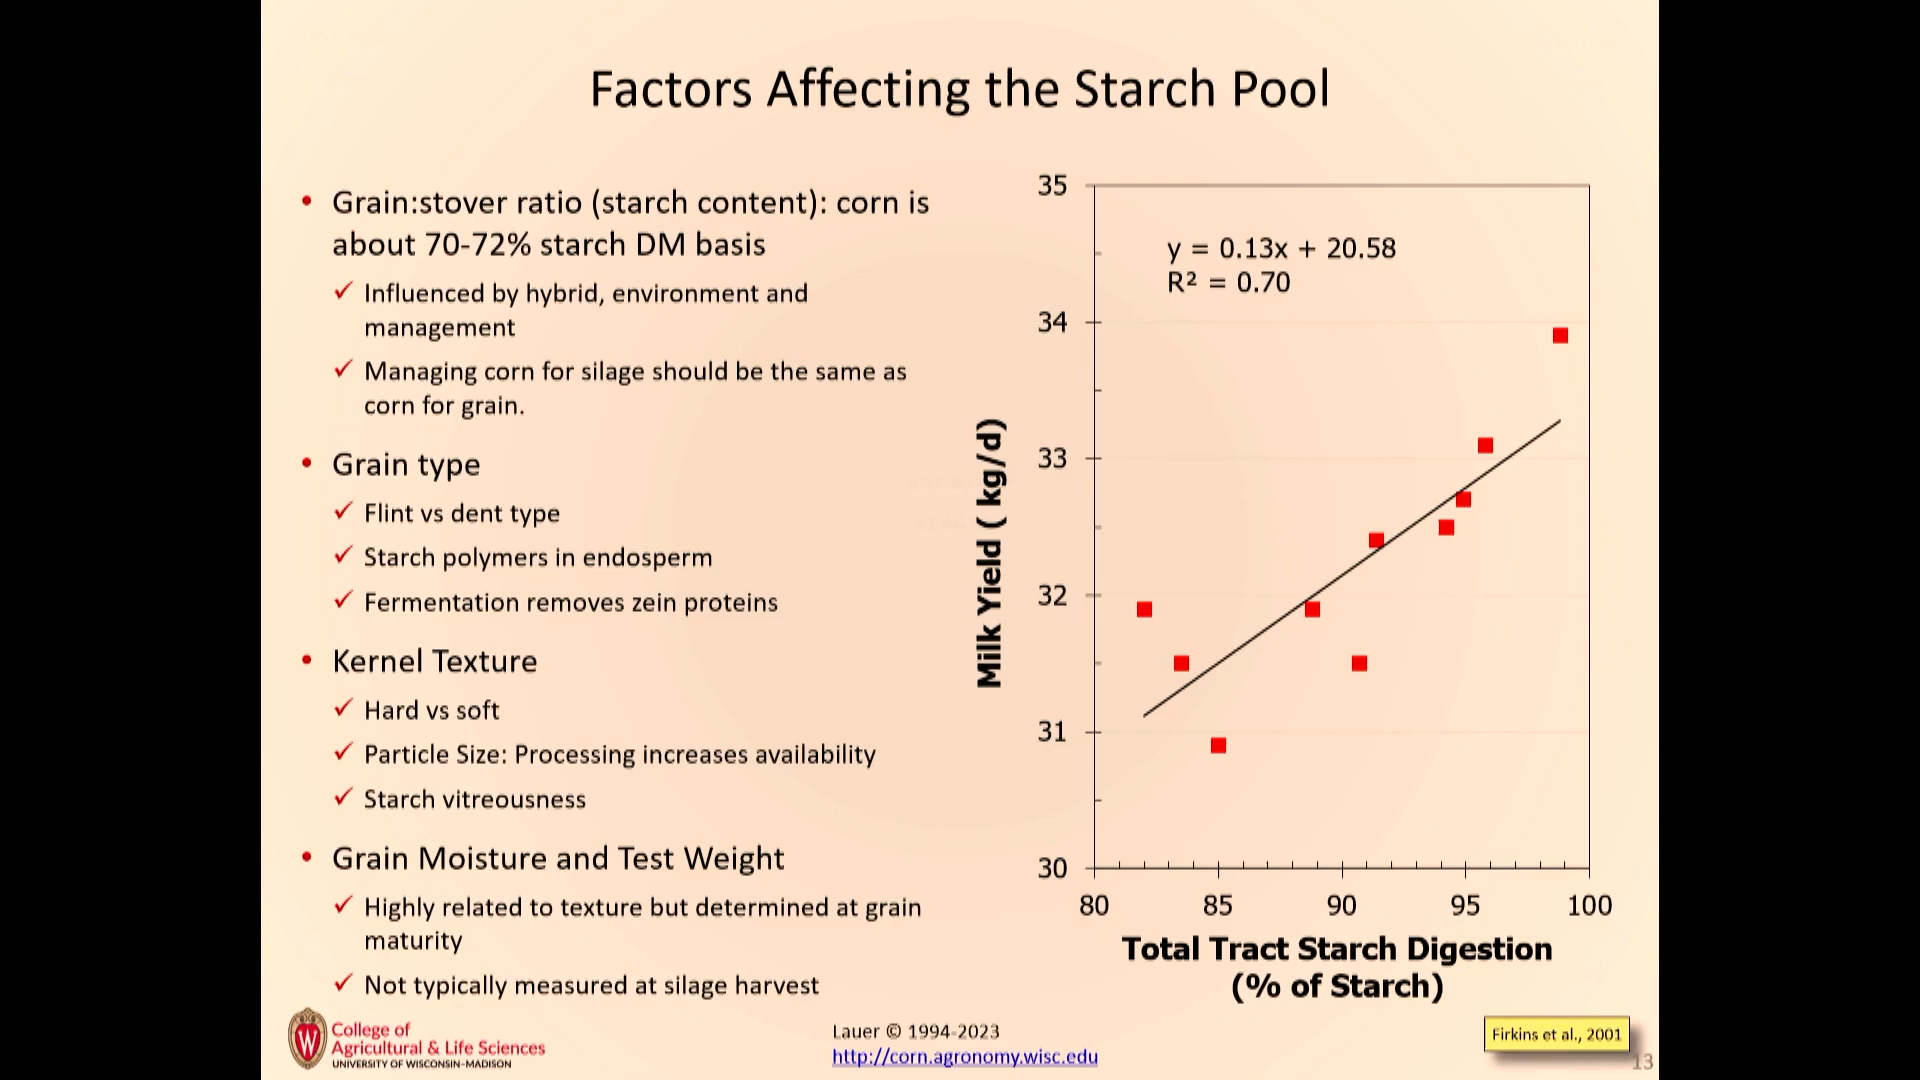 Factors Affecting the Starch Pool
• Grain:stover ratio (starch content): corn is
about 70-72% starch DM basis
✓ Influenced by hybrid, environment and
management
✓ Managing corn for silage should be the same as
corn for grain.
• Grain type
✓ Flint vs dent type
✓ Starch polymers in endosperm
✓ Fermentation removes zein proteins
• Kernel Texture
✓ Hard vs soft
✓ Particle Size: Processing increases availability
✓ Starch vitreousness
• Grain Moisture and Test Weight
✓ Highly related to texture but determined at grain
maturity
✓ Not typically measured at silage harvest
35
y = 0.13x + 20.58
R² = 0.70
34
33
32
31
30
Milk Yield ( kg/d)
80 85 90 95 100
Total Tract Starch Digestion
(% of Starch)
W
College of
Agricultural & Life Sciences
UNIVERSITY OF WISCONSIN-MADISON
Lauer © 1994-2023
http://corn.agronomy.wisc.edu
Firkins et al., 2001
13